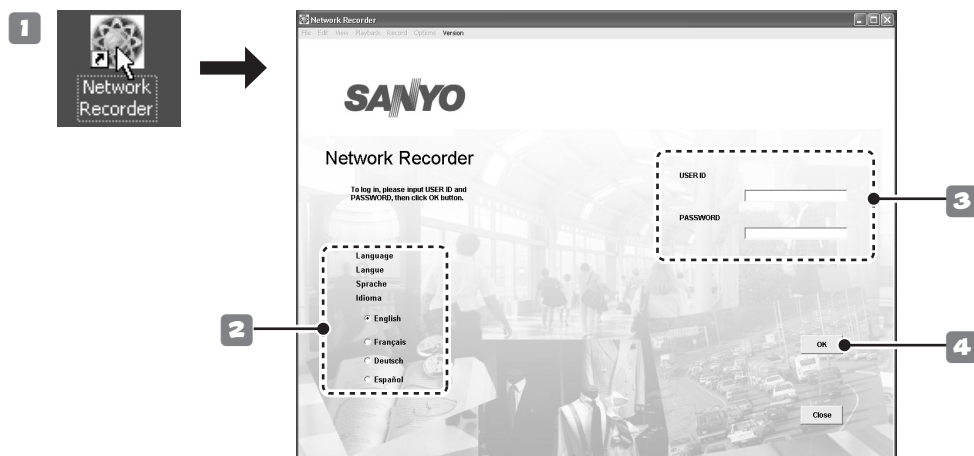 1
Network
Recorder
Network Recorder
File Edit View Playback Record Options Version
SANYO
Network Recorder
To log in, please input USER ID and
PASSWORD, then click OK button.
USER ID
PASSWORD
3
Language
Langue
Sprache
Idioma
English
Français
Deutsch
Español
2
OK
4
Close